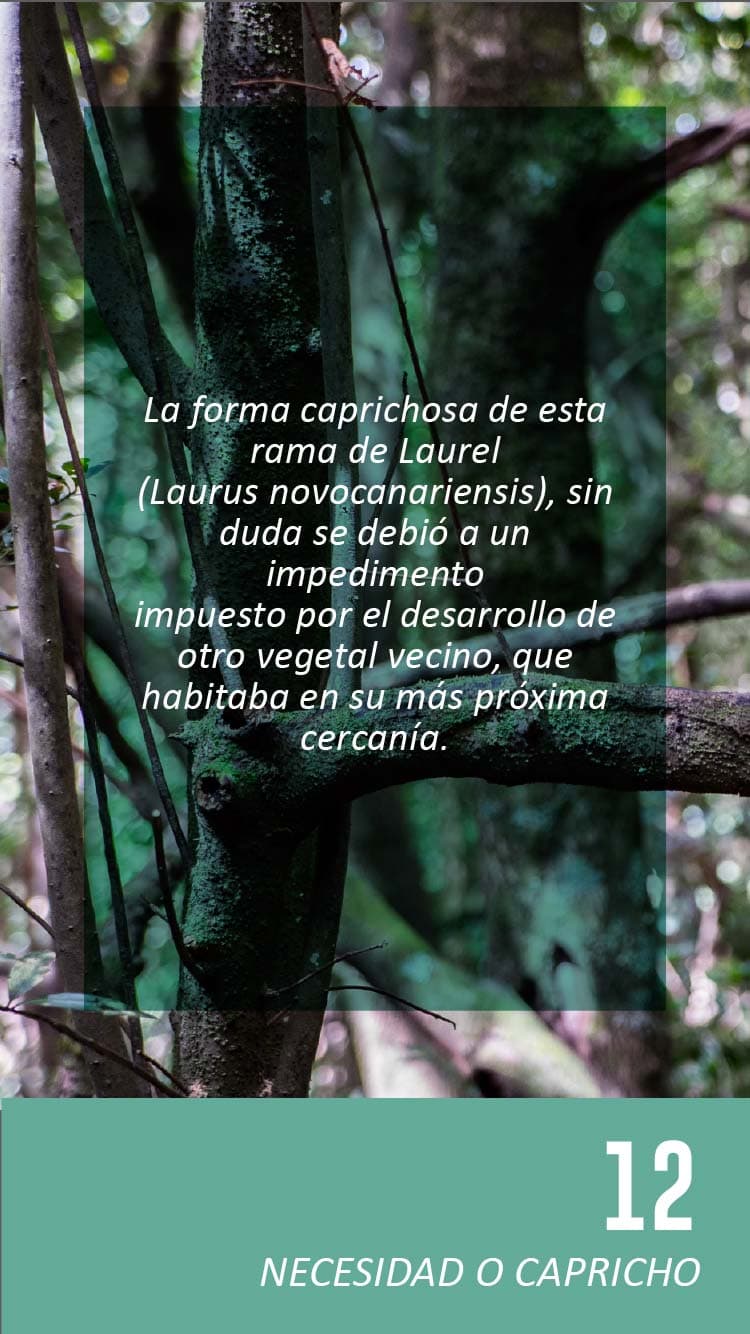 La forma caprichosa de esta
rama de Laurel
(Laurus novocanariensis), sin
duda se debió a un
impedimento
impuesto por el desarrollo de
otro vegetal vecino, que
habitaba en su más próxima
cercanía.
12
NECESIDAD O CAPRICHO